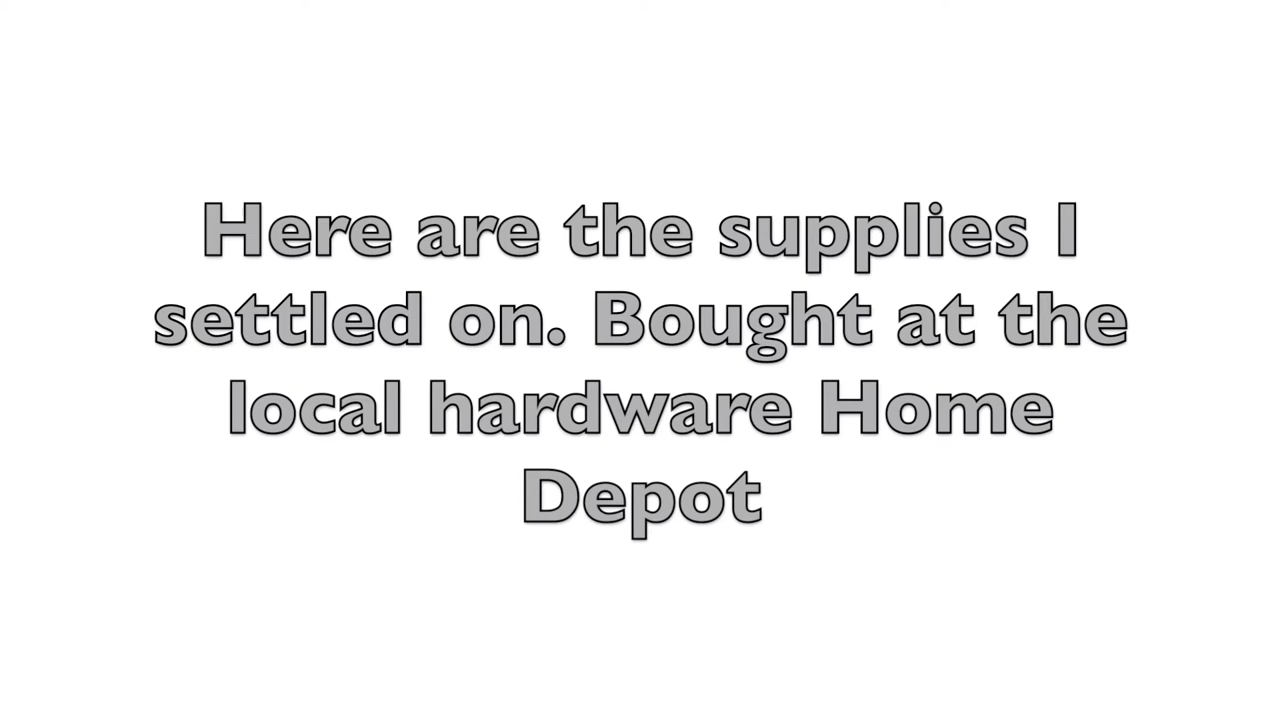 Here are the supplies I
settled on. Bought at the
local hardware Home
Depot